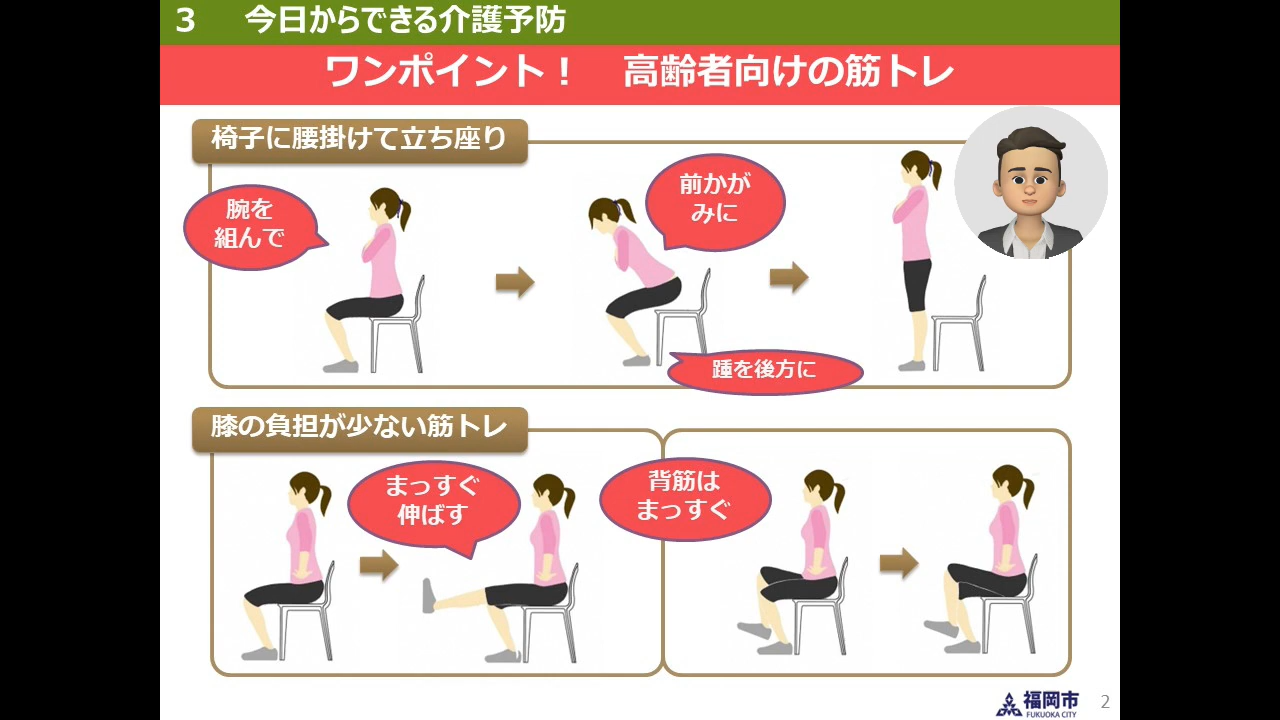 3 今日からできる介護予防
ワンポイント! 高齢者向けの筋トレ
椅子に腰掛けて立ち座り
腕を
組んで
前かが
みに
踵を後方に
膝の負担が少ない筋トレ
まっすぐ
伸ばす
背筋は
まっすぐ
福岡市
FUKUOKA CITY
2